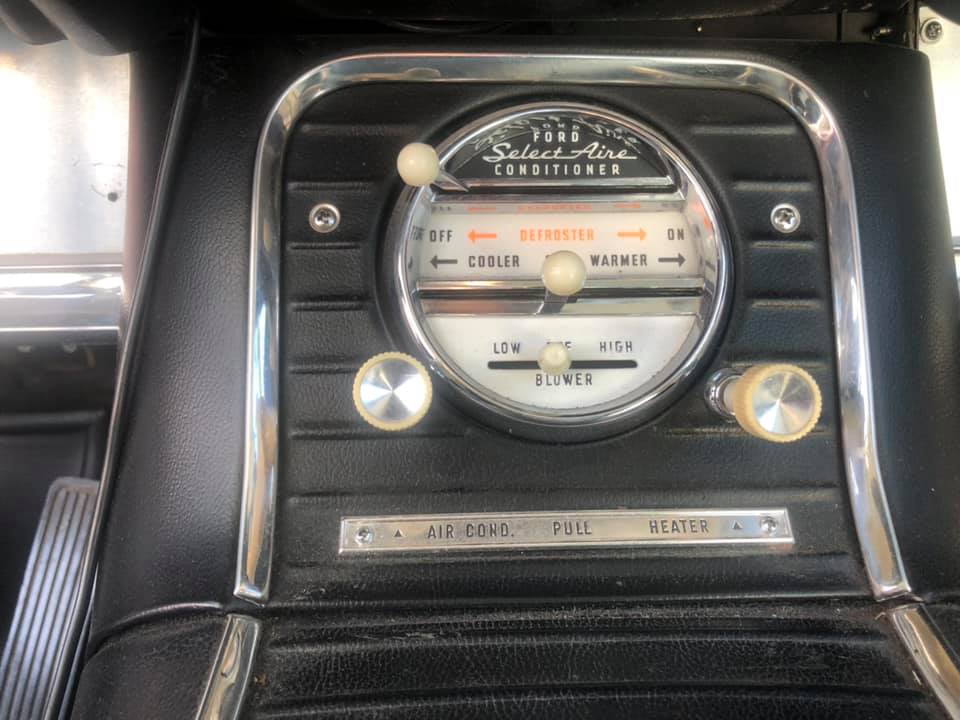 FORD
Select Aire
CONDITIONER
OFF DEFROSTER ON
COOLER WARMER
LOW HIGH
BLOWER
AIR COND. PULL HEATER